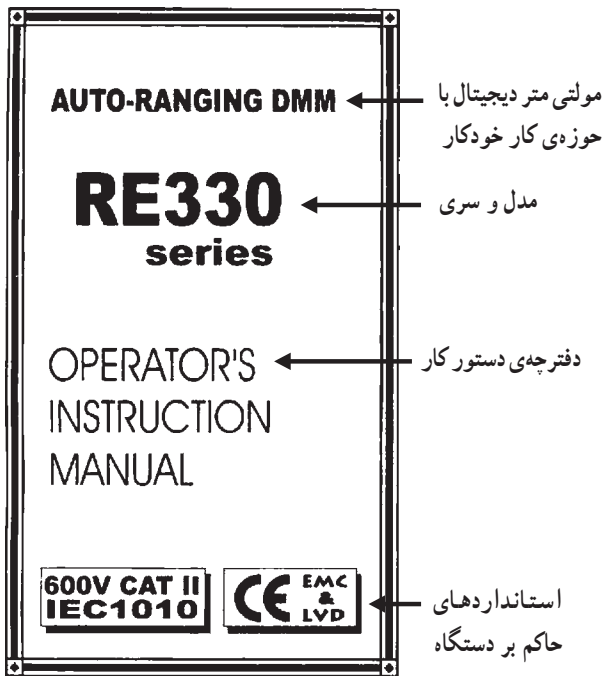 AUTO-RANGING DMM
مولتی متر دیجیتال با
حوزه‌ی کار خودکار
RE330
series
مدل و سری
OPERATOR'S
INSTRUCTION
MANUAL
دفترچه‌ی دستور کار
600V CAT II
IEC1010
CE EMC
&
LVD
استانداردهای
حاکم بر دستگاه